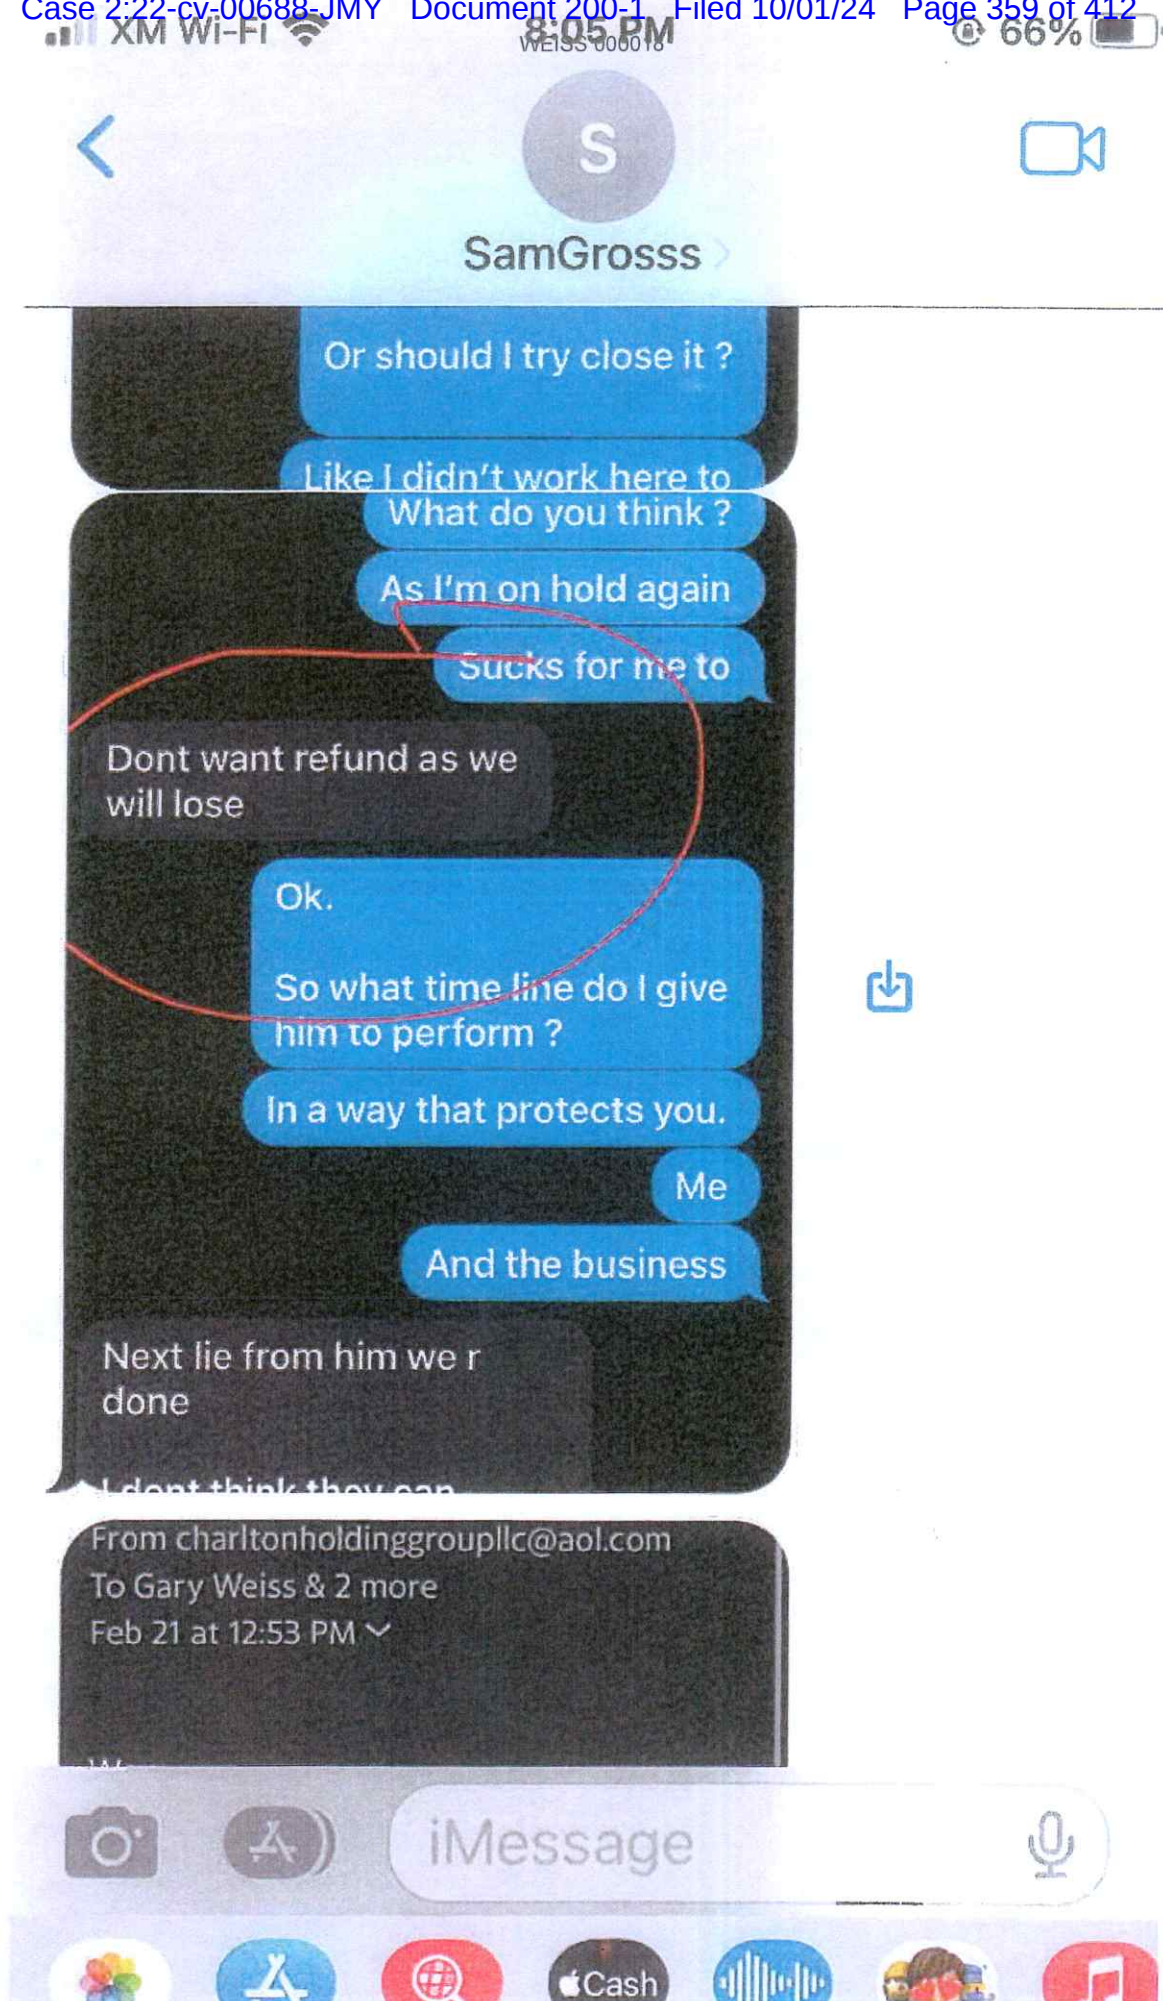 Case 2:22-cv-00688-JMY Document 200-1 Filed 10/01/24 Page 359 of 412
XM Wi-Fi 8:05 PM 66%
WEISS 000018
S
SamGrosss
Or should I try close it ?
Like I didn't work here to
What do you think ?
As I'm on hold again
Sucks for me to
Dont want refund as we
will lose
Ok.
So what time line do I give
him to perform ?
In a way that protects you.
Me
And the business
Next lie from him we r
done
I dont think they can
From charltonholdinggroupllc@aol.com
To Gary Weiss & 2 more
Feb 21 at 12:53 PM
iMessage
Cash